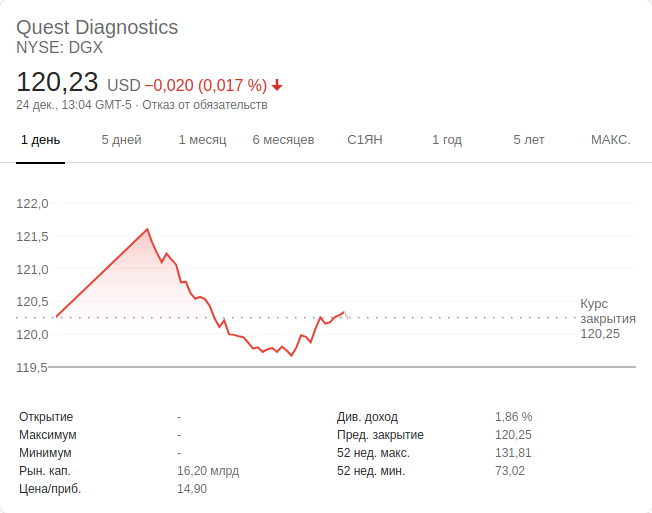 Quest Diagnostics
NYSE: DGX
120,23 USD −0,020 (0,017 %)
24 дек., 13:04 GMT-5 · Отказ от обязательств
1 день 5 дней 1 месяц 6 месяцев С1ЯН 1 год 5 лет МАКС.
122,0
121,5
121,0
120,5
120,0
119,5
Курс
закрытия
120,25
Открытие - Див. доход 1,86 %
Максимум - Пред. закрытие 120,25
Минимум - 52 нед. макс. 131,81
Рын. кап. 16,20 млрд 52 нед. мин. 73,02
Цена/приб. 14,90